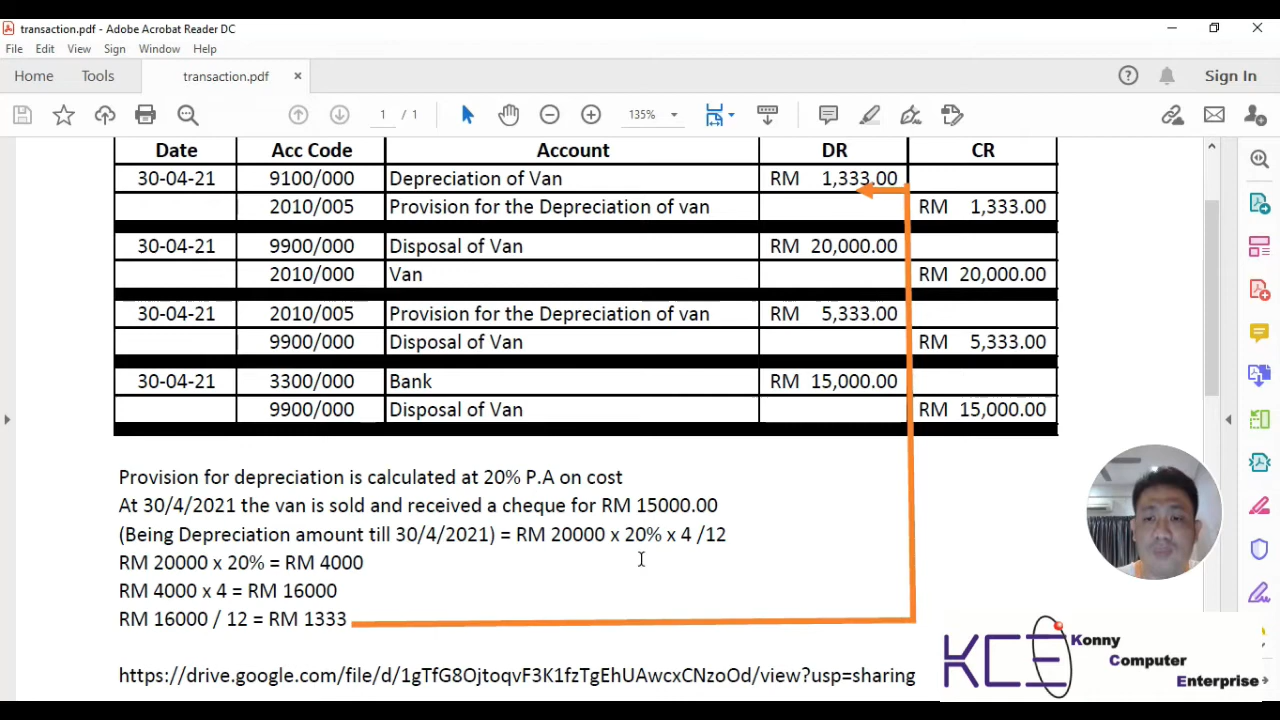 transaction.pdf - Adobe Acrobat Reader DC
File Edit View Sign Window Help
Home Tools transaction.pdf × Sign In
1 / 1 135%
Date Acc Code Account DR CR
30-04-21 9100/000 Depreciation of Van RM 1,333.00
2010/005 Provision for the Depreciation of van RM 1,333.00
30-04-21 9900/000 Disposal of Van RM 20,000.00
2010/000 Van RM 20,000.00
30-04-21 2010/005 Provision for the Depreciation of van RM 5,333.00
9900/000 Disposal of Van RM 5,333.00
30-04-21 3300/000 Bank RM 15,000.00
9900/000 Disposal of Van RM 15,000.00
Provision for depreciation is calculated at 20% P.A on cost
At 30/4/2021 the van is sold and received a cheque for RM 15000.00
(Being Depreciation amount till 30/4/2021) = RM 20000 x 20% x 4 /12
RM 20000 x 20% = RM 4000
RM 4000 x 4 = RM 16000
RM 16000 / 12 = RM 1333
https://drive.google.com/file/d/1gTfG8OjtoqvF3K1fzTgEhUAwcxCNzoOd/view?usp=sharing
KCE
Konny
Computer
Enterprise